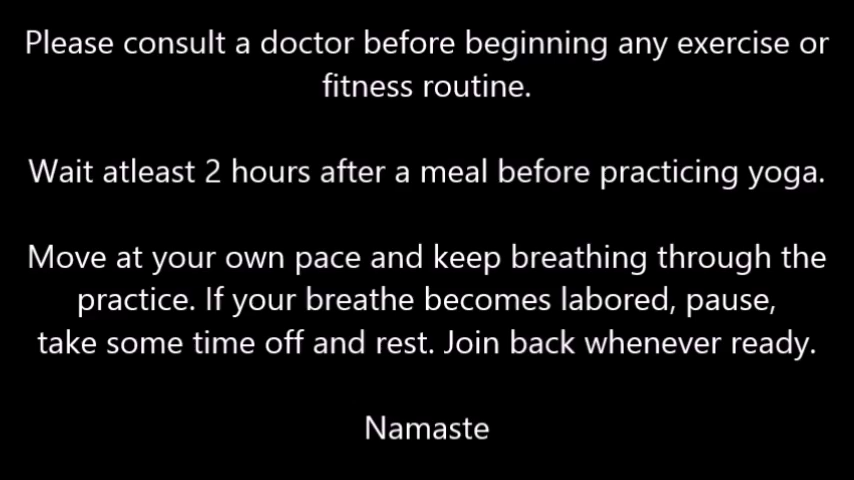 Please consult a doctor before beginning any exercise or
fitness routine.
Wait atleast 2 hours after a meal before practicing yoga.
Move at your own pace and keep breathing through the
practice. If your breathe becomes labored, pause,
take some time off and rest. Join back whenever ready.
Namaste